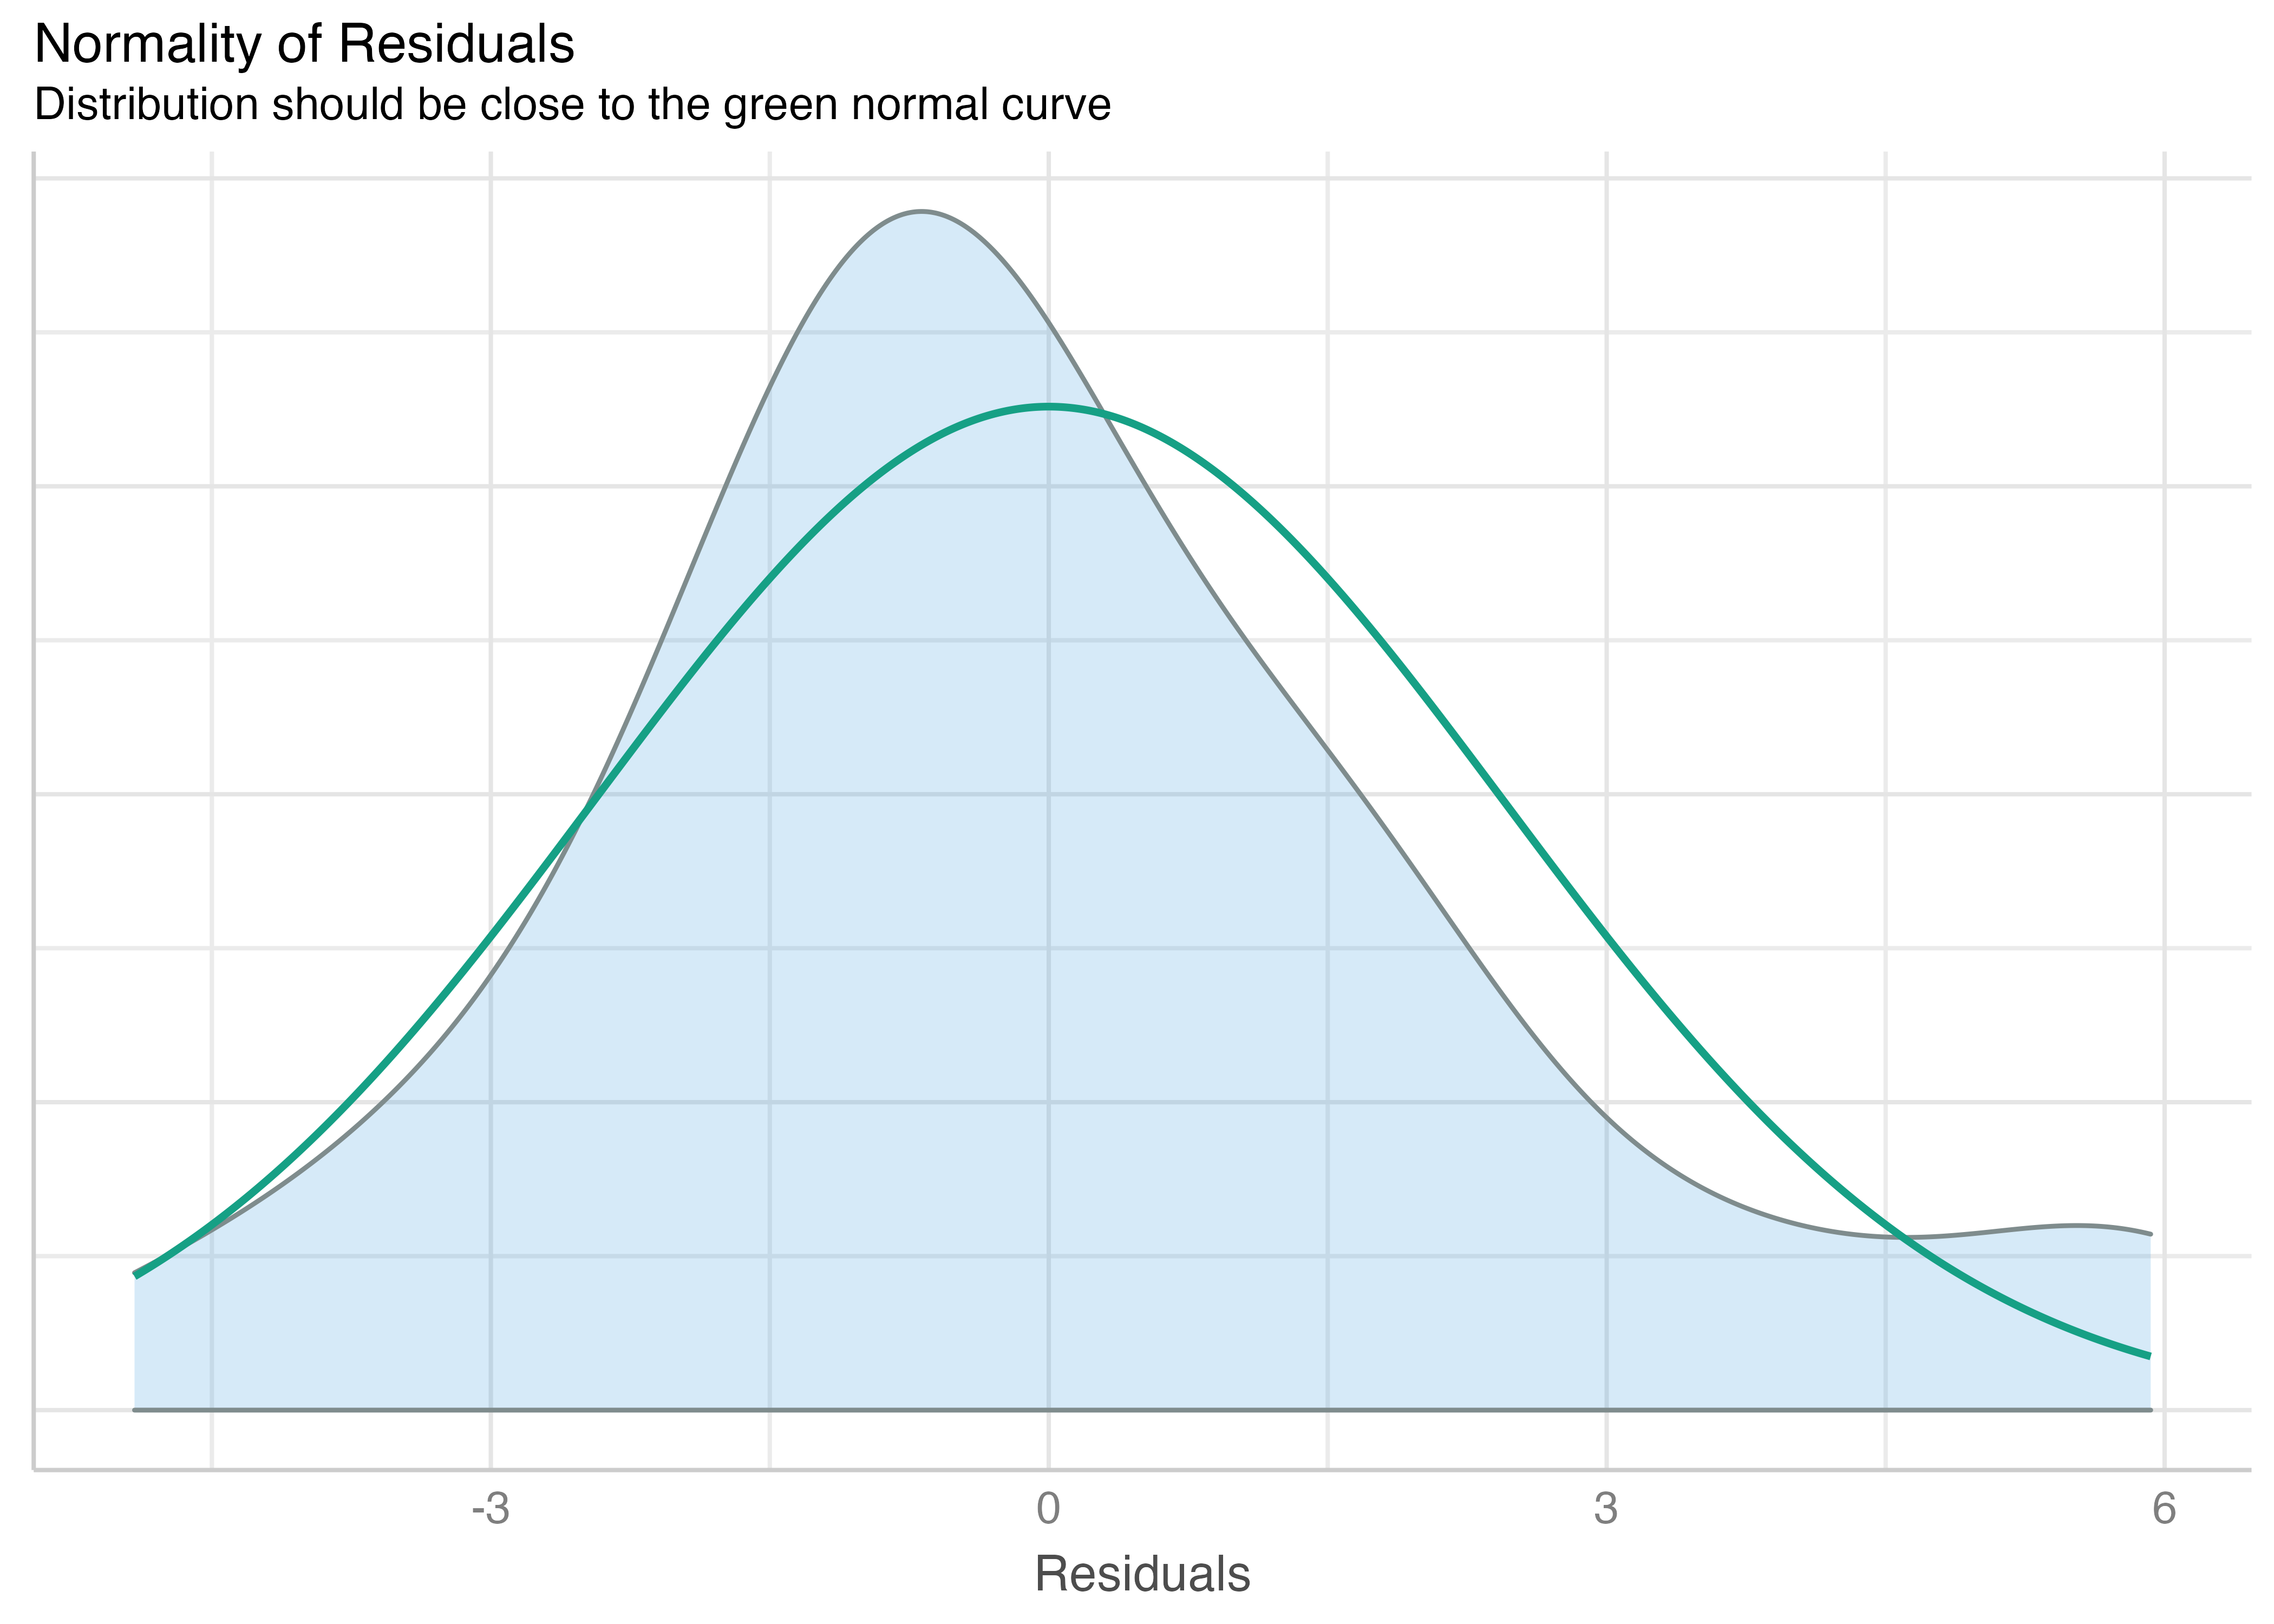 Normality of Residuals
Distribution should be close to the green normal curve
-3 0 3 6
Residuals